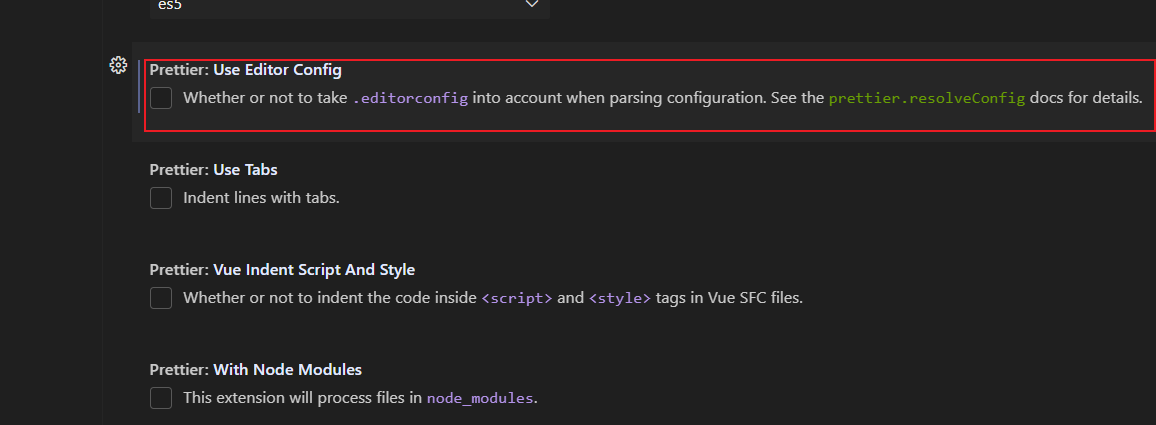 es5
Prettier: Use Editor Config
Whether or not to take .editorconfig into account when parsing configuration. See the prettier.resolveConfig docs for details.
Prettier: Use Tabs
Indent lines with tabs.
Prettier: Vue Indent Script And Style
Whether or not to indent the code inside <script> and <style> tags in Vue SFC files.
Prettier: With Node Modules
This extension will process files in node_modules.